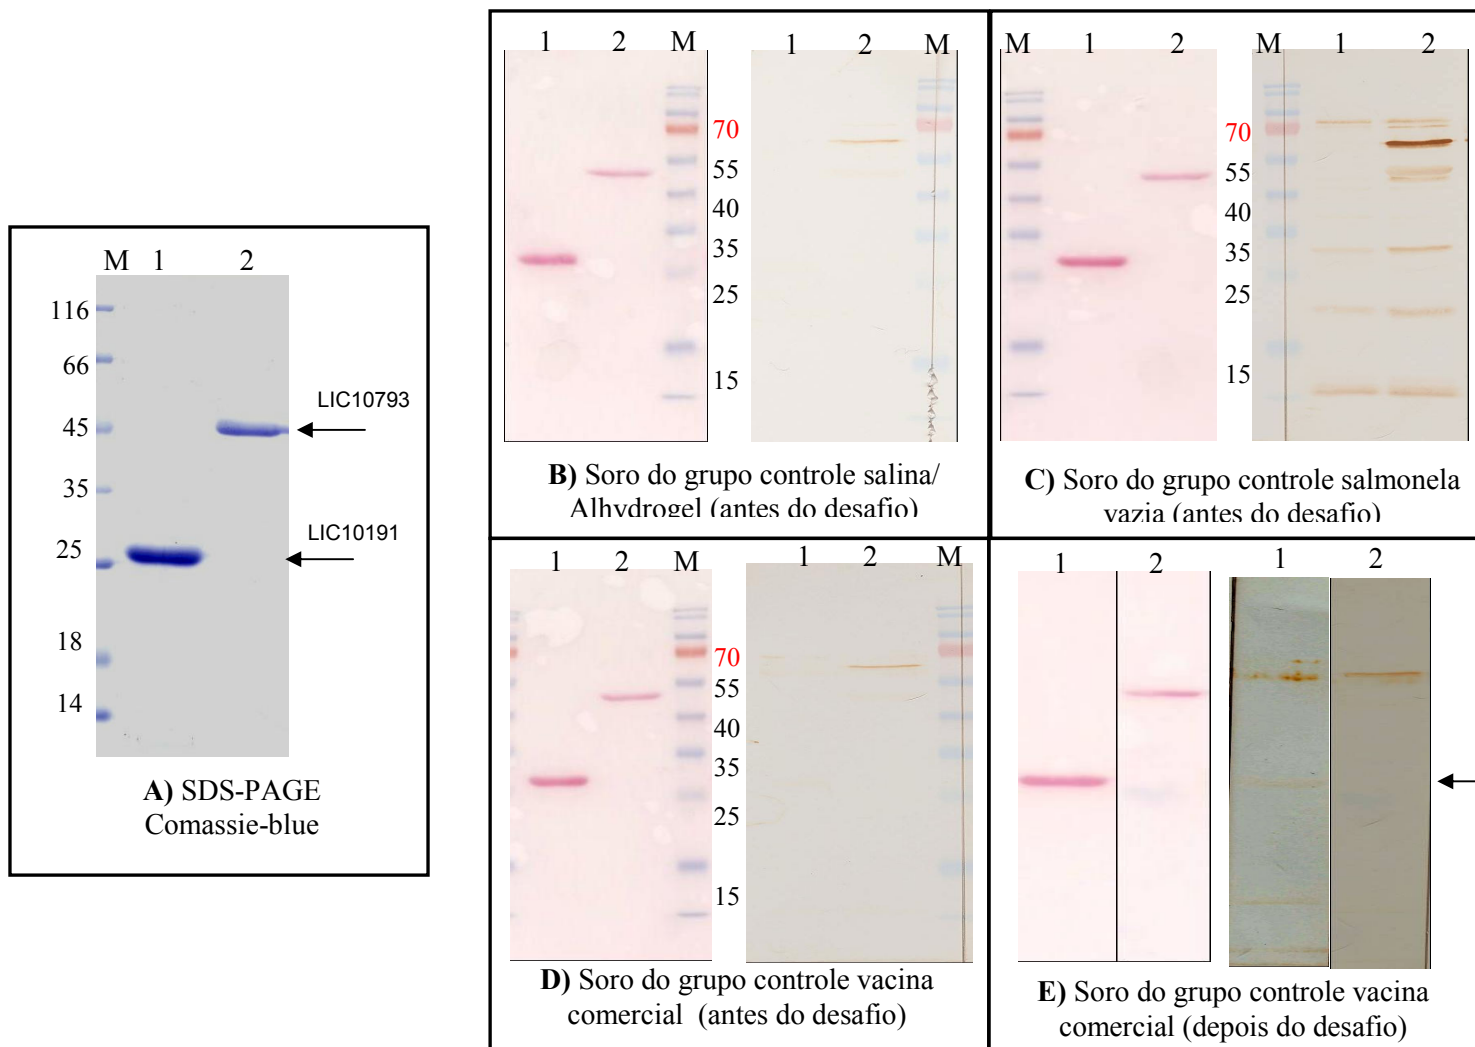 M 1 2
116
66
45
35
25
18
14
LIC10793
LIC10191
A) SDS-PAGE
Comassie-blue
1 2 M 1 2 M
70
55
40
35
25
15
B) Soro do grupo controle salina/
Alhydrogel (antes do desafio)
M 1 2 M 1 2
70
55
40
35
25
15
C) Soro do grupo controle salmonela
vazia (antes do desafio)
1 2 M 1 2 M
70
55
40
35
25
15
D) Soro do grupo controle vacina
comercial (antes do desafio)
1 2 1 2
E) Soro do grupo controle vacina
comercial (depois do desafio)